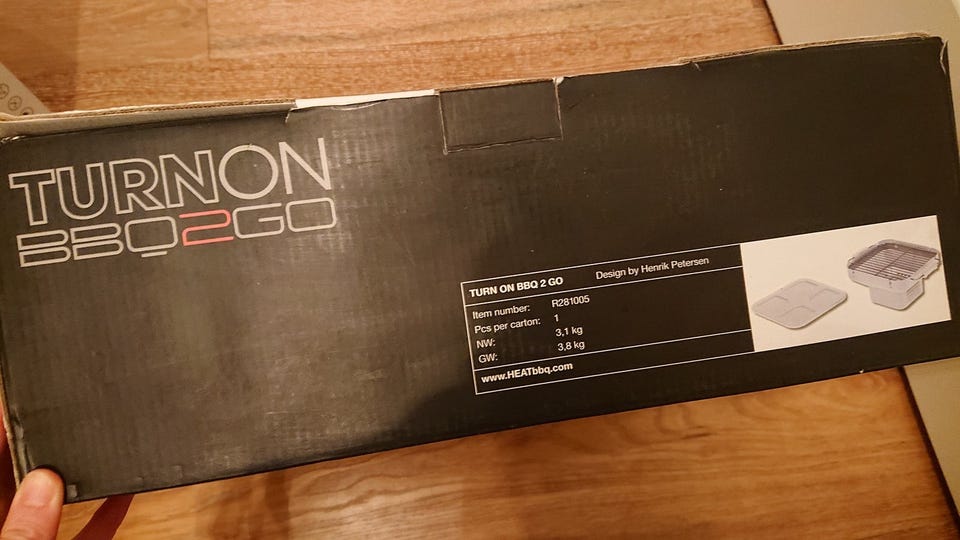 TURNON
BBQ2GO
TURN ON BBQ 2 GO Design by Henrik Petersen
Item number: R281005
Pcs per carton: 1
NW: 3,1 kg
GW: 3,8 kg
www.HEATbbq.com